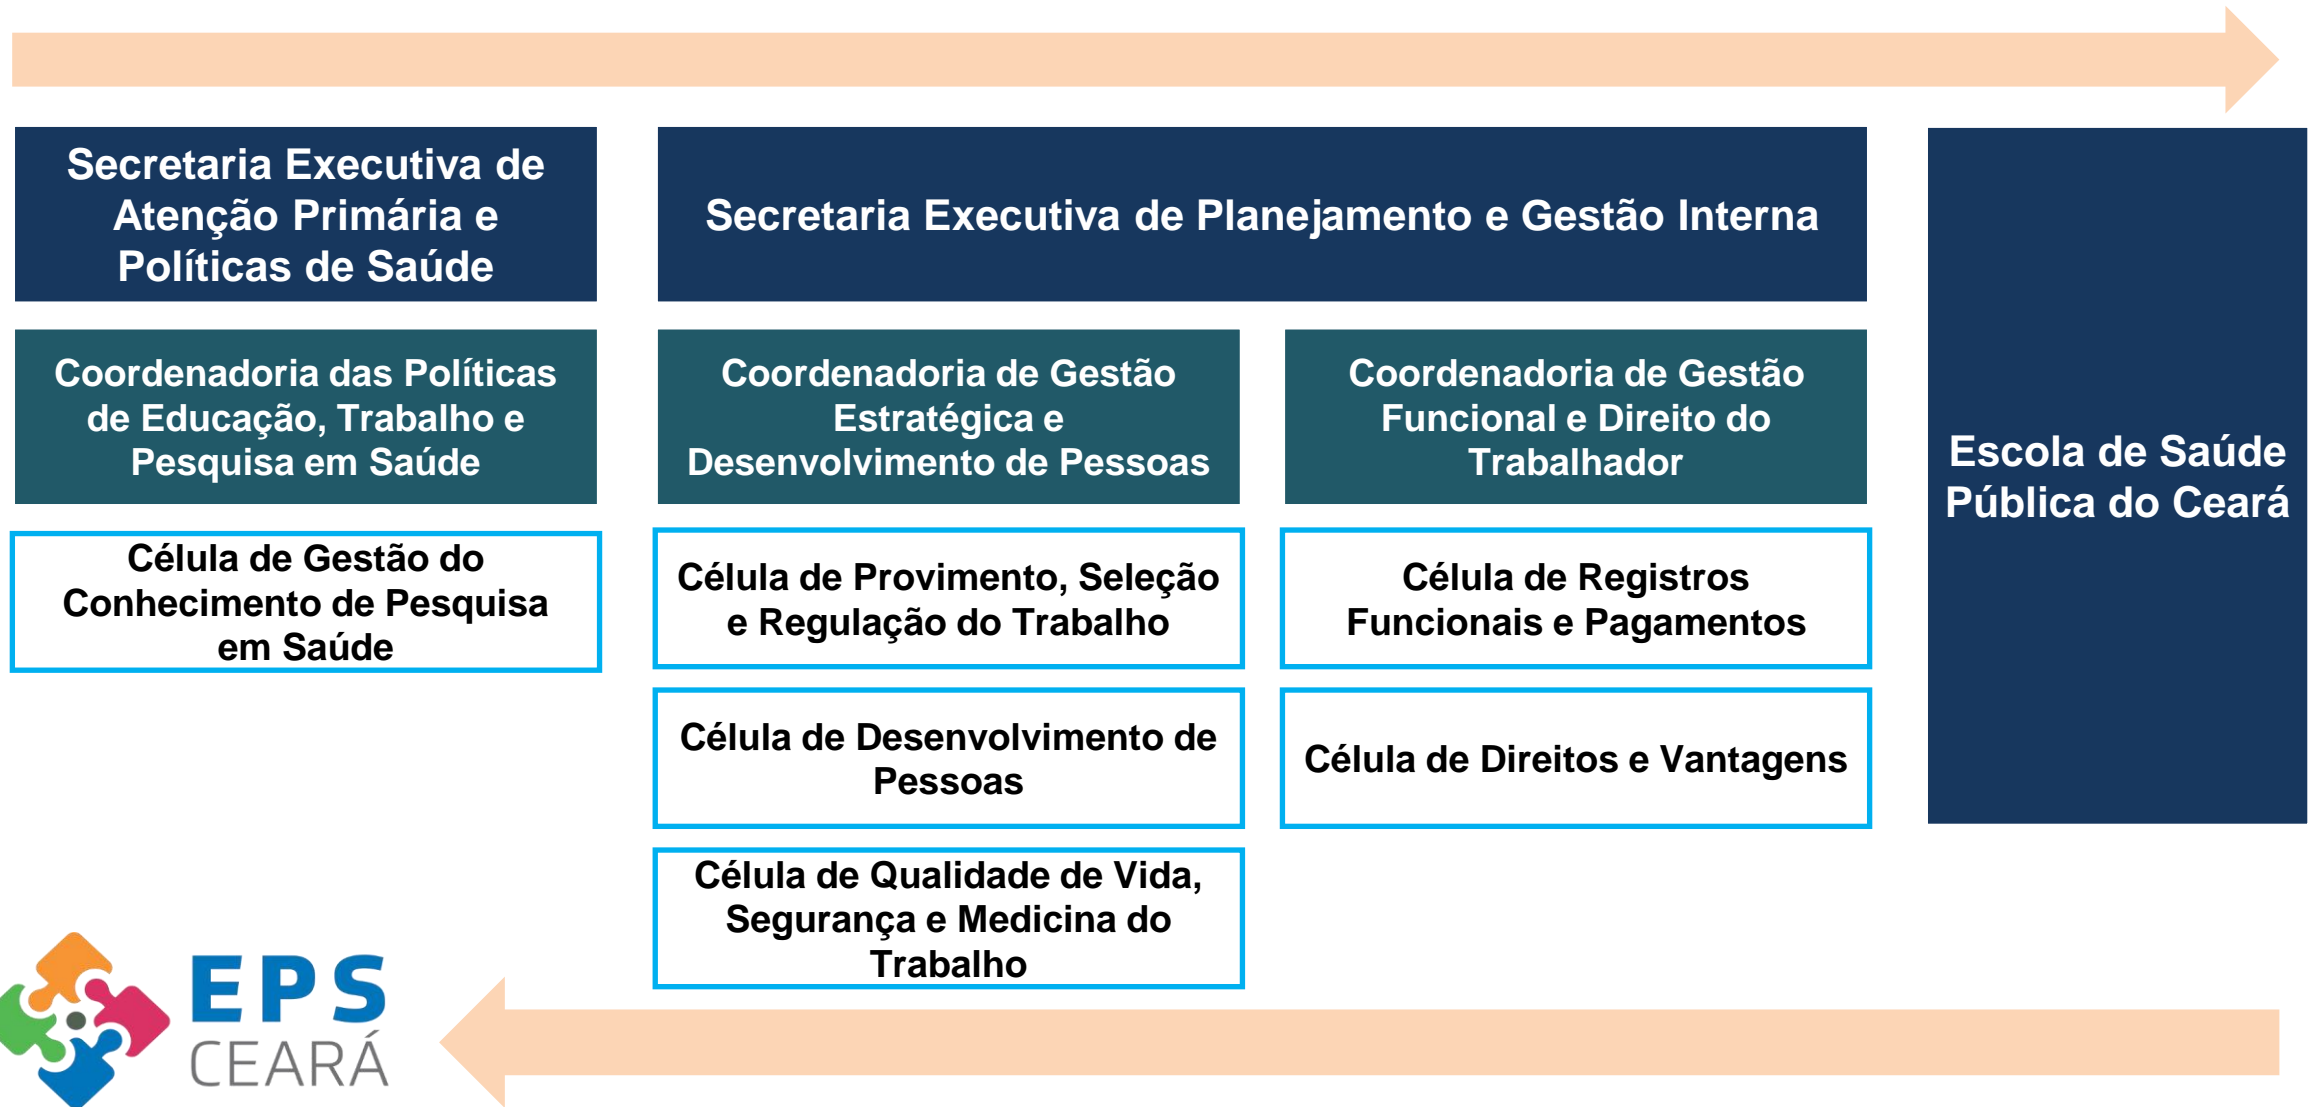 Secretaria Executiva de
Atenção Primária e
Políticas de Saúde
Secretaria Executiva de Planejamento e Gestão Interna
Escola de Saúde
Pública do Ceará
Coordenadoria das Políticas
de Educação, Trabalho e
Pesquisa em Saúde
Coordenadoria de Gestão
Estratégica e
Desenvolvimento de Pessoas
Coordenadoria de Gestão
Funcional e Direito do
Trabalhador
Célula de Gestão do
Conhecimento de Pesquisa
em Saúde
Célula de Provimento, Seleção
e Regulação do Trabalho
Célula de Registros
Funcionais e Pagamentos
Célula de Desenvolvimento de
Pessoas
Célula de Direitos e Vantagens
Célula de Qualidade de Vida,
Segurança e Medicina do
Trabalho
EPS
CEARÁ